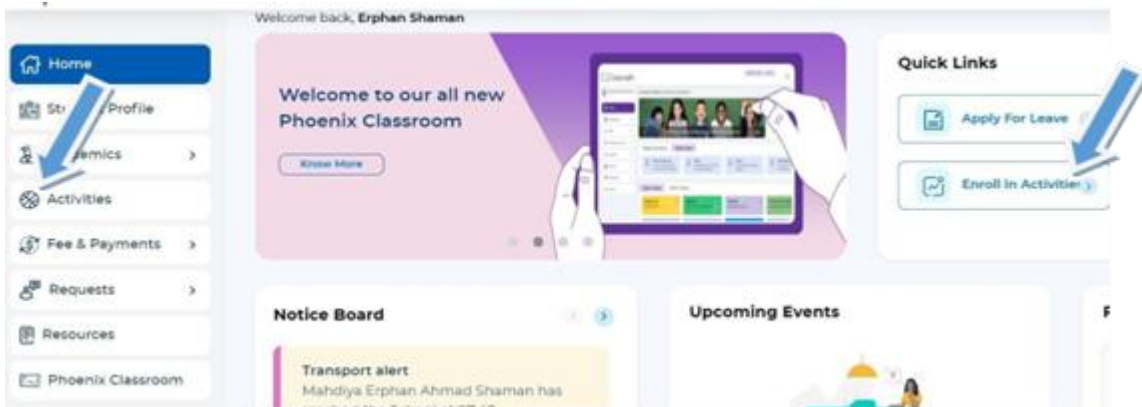 Welcome back, Erphan Shaman
Home
Profile
Activities
Fee & Payments
Requests
Resources
Phoenix Classroom
Welcome to our all new
Phoenix Classroom
Know More
Quick Links
Apply For Leave
Enroll in Activities
Notice Board
Transport alert
Mahdiya Erphan Ahmad Shaman has
Upcoming Events